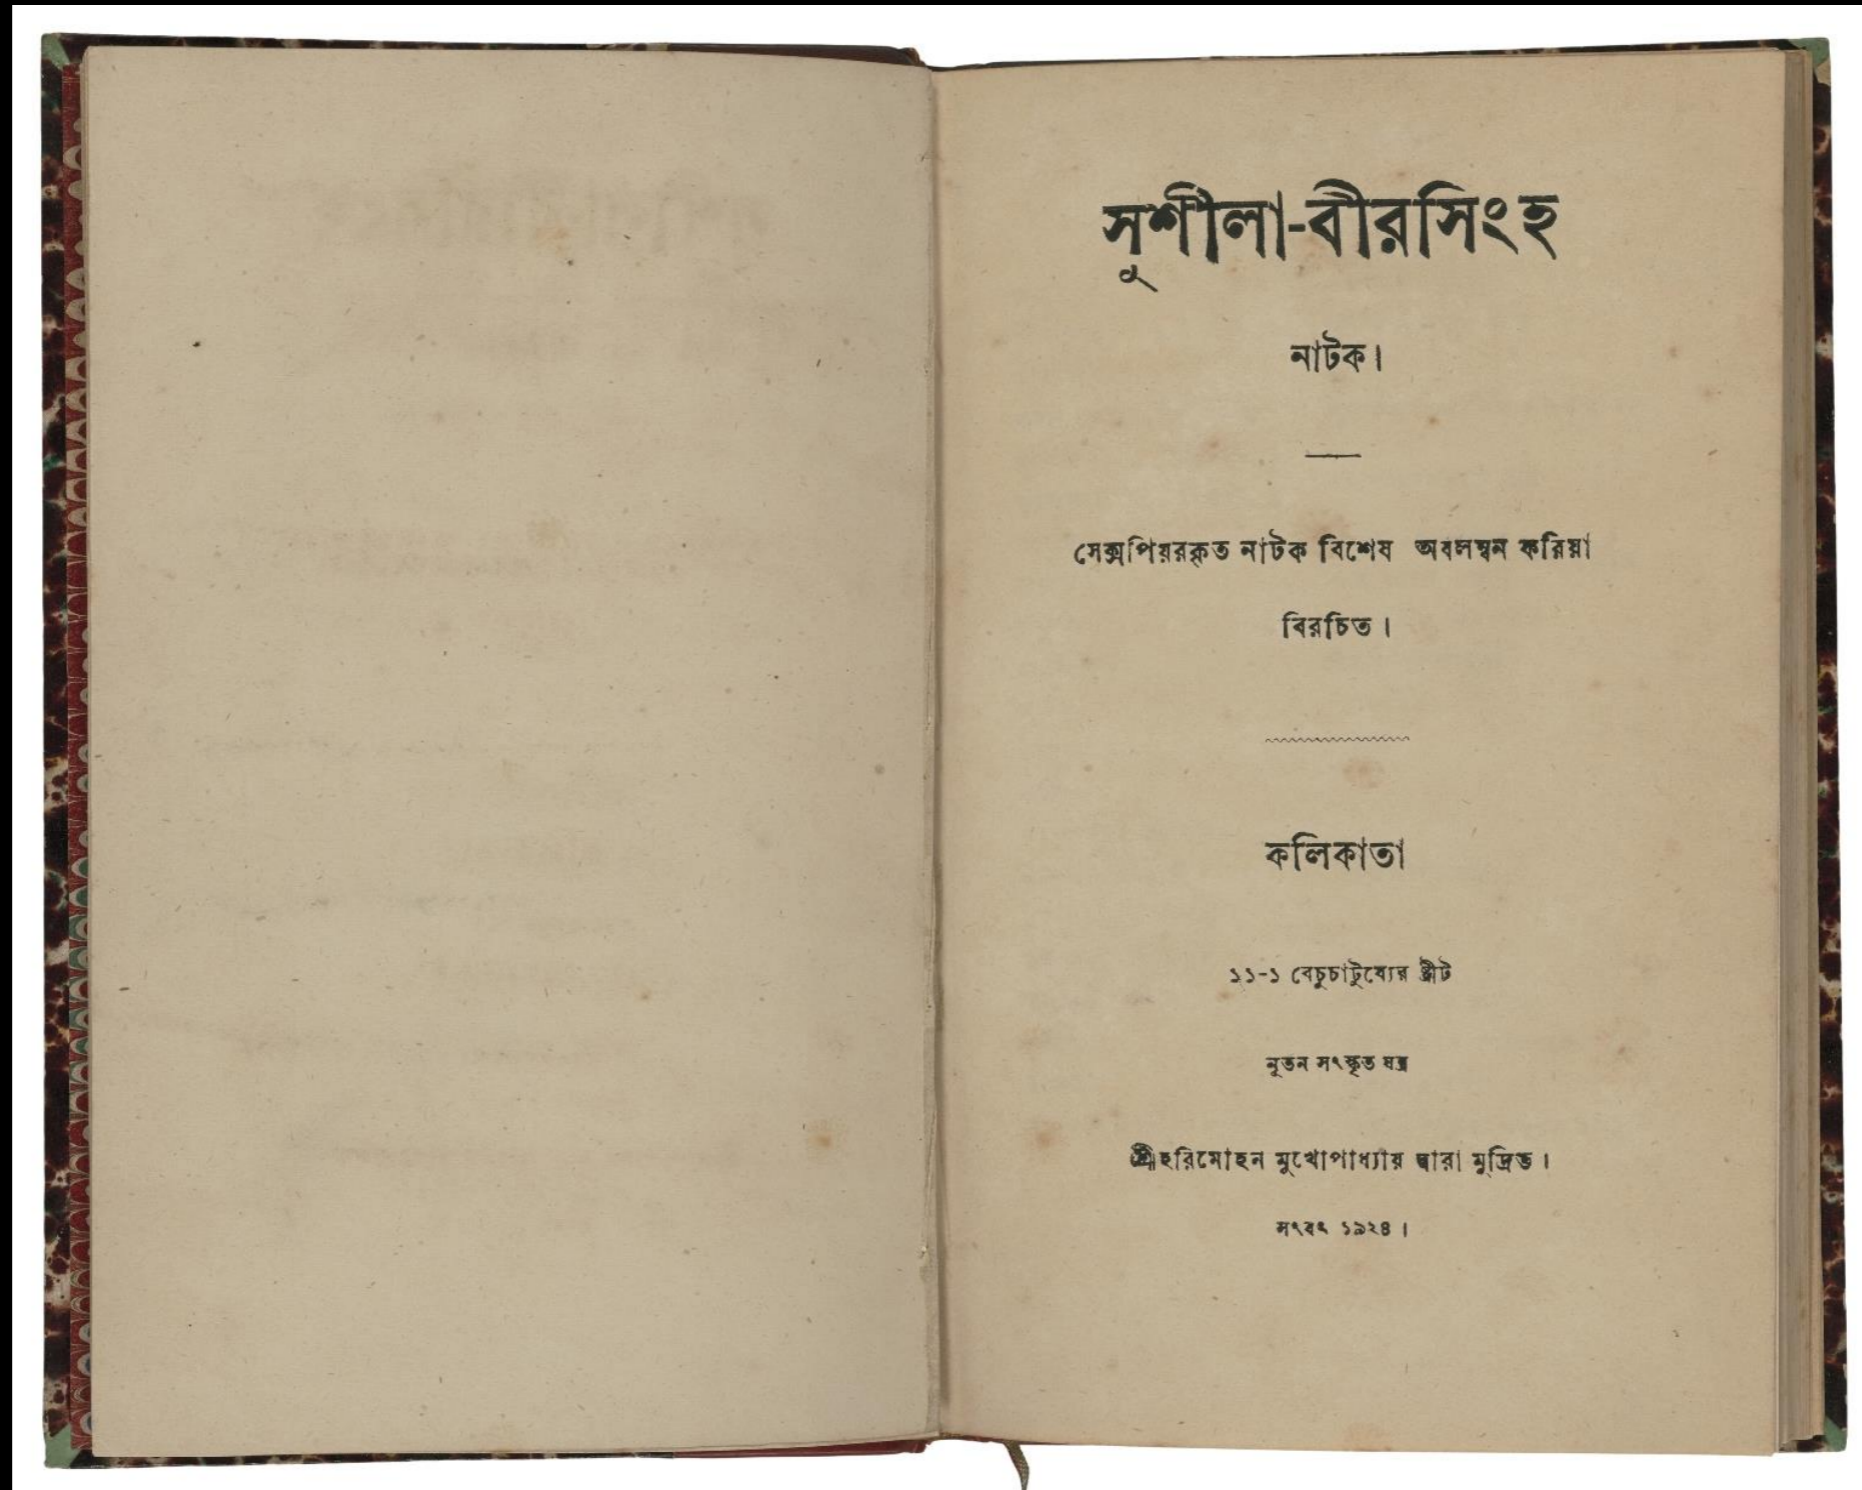 সুশীলা-বীরসিংহ
নাটক।
সেক্সপিয়রকৃত নাটক বিশেষ অবলম্বন করিয়া
বিরচিত।
কলিকাতা
১১-১ বেচুচাটুব্যের ষ্ট্রীট
নূতন সংস্কৃত যন্ত্র
শ্রীহরিমোহন মুখোপাধ্যায় দ্বারা মুদ্রিত।
সংবৎ ১৯২৪।